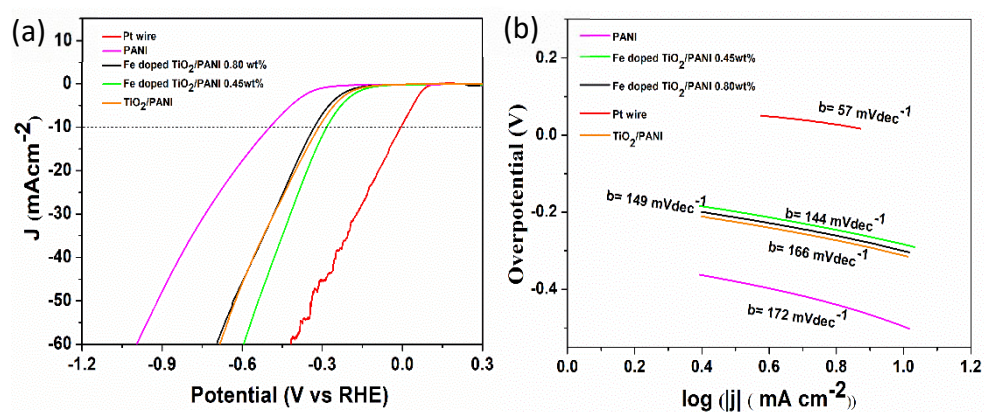 (a)
Pt wire
PANI
Fe doped TiO₂/PANI 0.80 wt%
Fe doped TiO₂/PANI 0.45wt%
TiO₂/PANI
10
0
-10
-20
-30
-40
-50
-60
J (mAcm⁻²)
-1.2 -0.9 -0.6 -0.3 0.0 0.3
Potential (V vs RHE)
(b)
PANI
Fe doped TiO₂/PANI 0.45wt%
Fe doped TiO₂/PANI 0.80wt%
Pt wire
TiO₂/PANI
b= 57 mVdec⁻¹
b= 149 mVdec⁻¹
b= 144 mVdec⁻¹
b= 166 mVdec⁻¹
b= 172 mVdec⁻¹
0.2
0.0
-0.2
-0.4
Overpotential (V)
0.0 0.2 0.4 0.6 0.8 1.0 1.2
log (|j| ( mA cm⁻²)